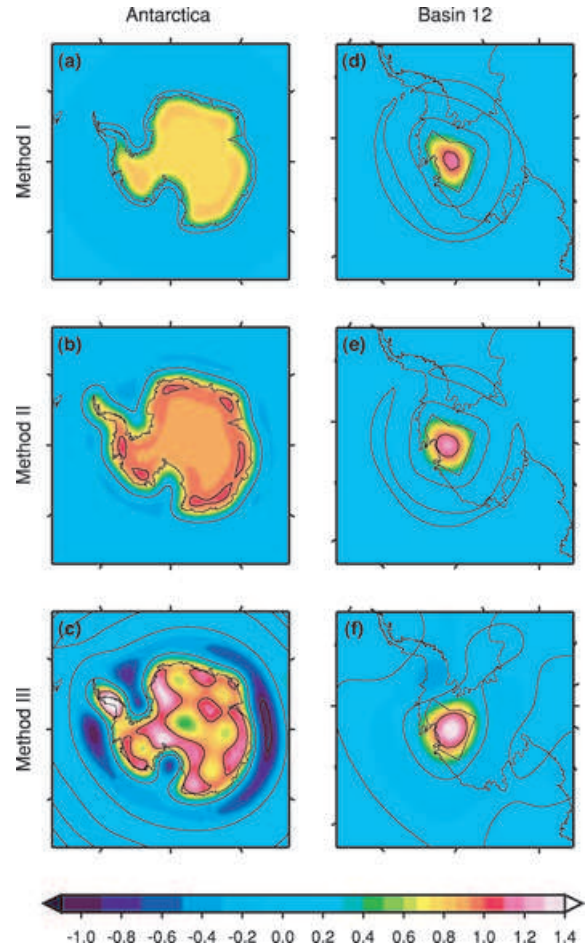 Antarctica Basin 12
Method I
(a) (d)
Method II
(b) (e)
Method III
(c) (f)
-1.0 -0.8 -0.6 -0.4 -0.2 0.0 0.2 0.4 0.6 0.8 1.0 1.2 1.4